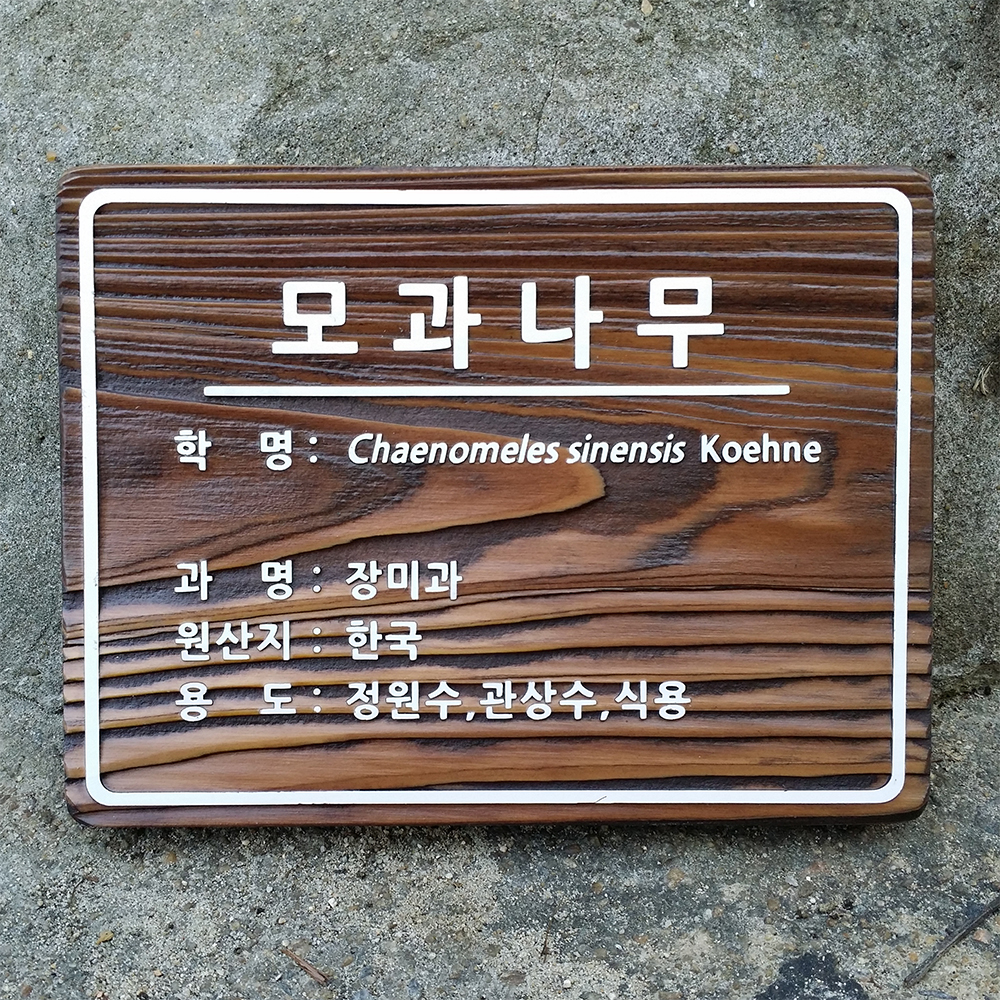 모과나무
학 명 : Chaenomeles sinensis Koehne
과 명 : 장미과
원산지 : 한국
용 도 : 정원수,관상수,식용